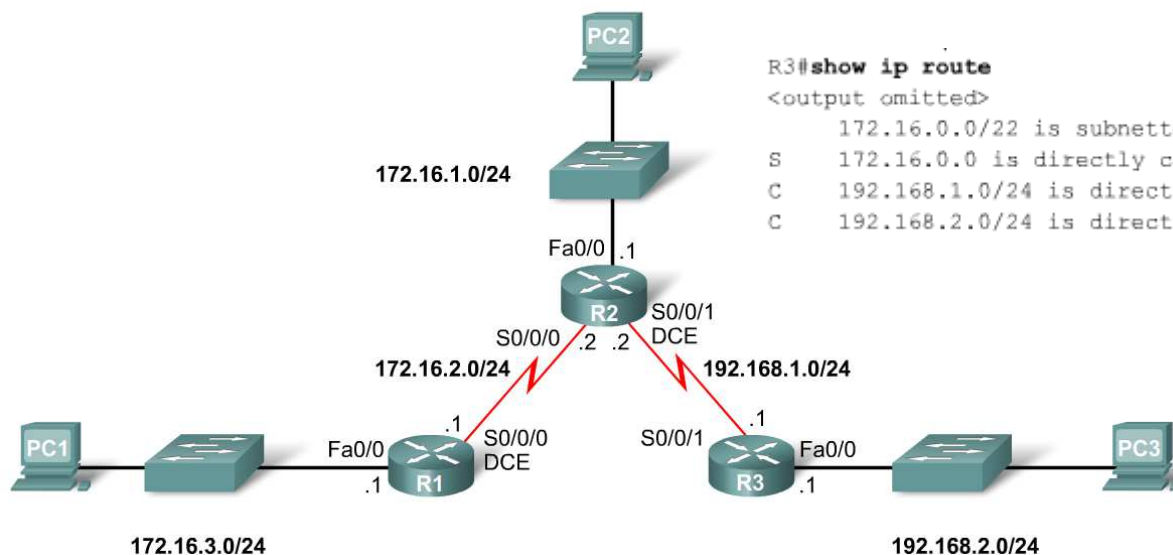 PC2
R3#show ip route
<output omitted>
172.16.0.0/22 is subnett
S 172.16.0.0 is directly c
C 192.168.1.0/24 is direct
C 192.168.2.0/24 is direct
172.16.1.0/24
Fa0/0
.1
R2
S0/0/1
DCE
S0/0/0
.2
.2
172.16.2.0/24
192.168.1.0/24
PC1
Fa0/0
.1
R1
.1
S0/0/0
DCE
S0/0/1
.1
R3
Fa0/0
.1
PC3
172.16.3.0/24
192.168.2.0/24